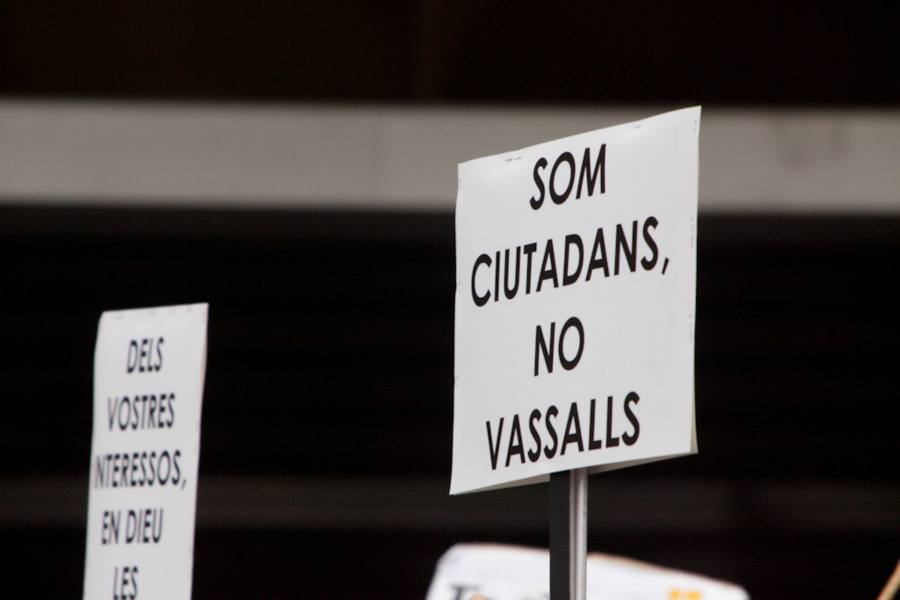 SOM
CIUTADANS,
NO
VASSALLS
DELS
VOSTRES
NTERESSOS,
EN DIEU
LES